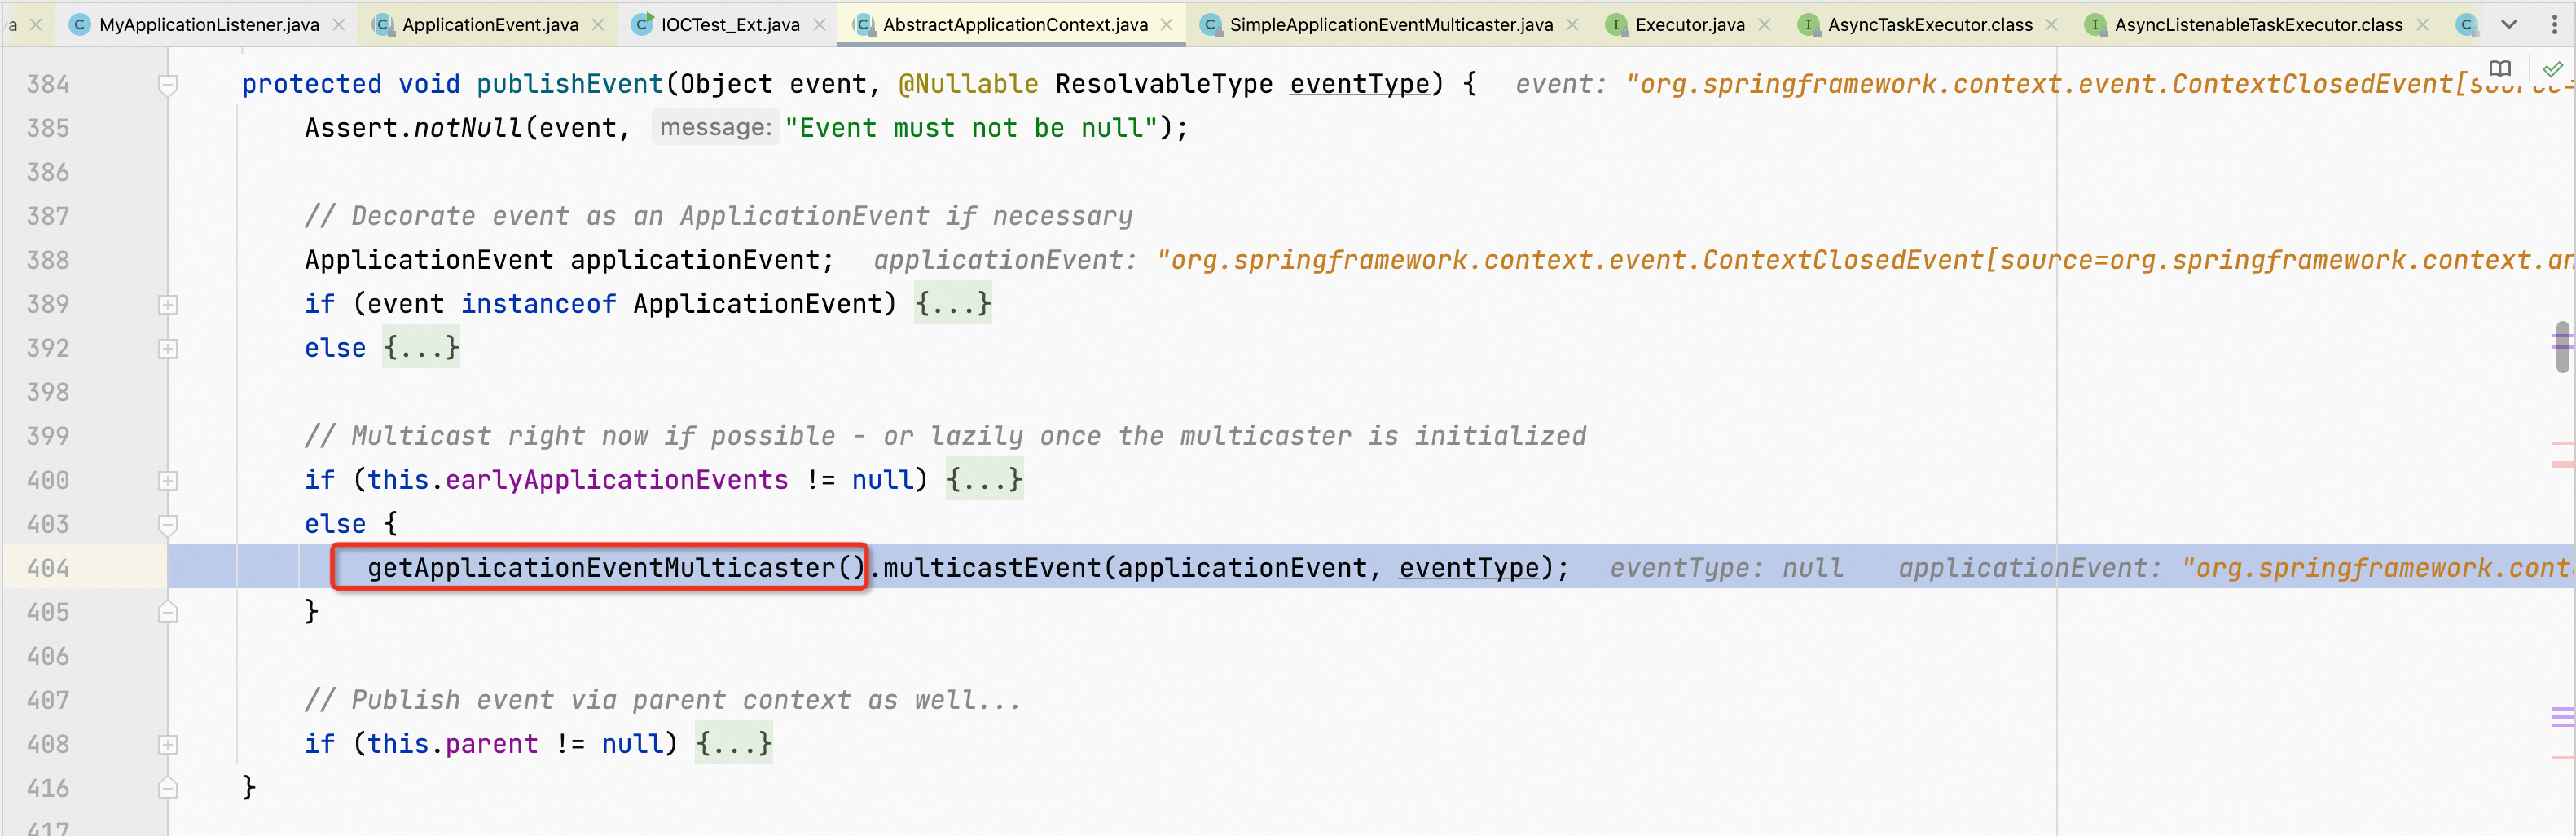 a MyApplicationListener.java ApplicationEvent.java IOCTest_Ext.java AbstractApplicationContext.java SimpleApplicationEventMulticaster.java Executor.java AsyncTaskExecutor.class AsyncListenableTaskExecutor.class
384 protected void publishEvent(Object event, @Nullable ResolvableType eventType) { event: "org.springframework.context.event.ContextClosedEvent[source=
385 Assert.notNull(event, message: "Event must not be null");
386
387 // Decorate event as an ApplicationEvent if necessary
388 ApplicationEvent applicationEvent; applicationEvent: "org.springframework.context.event.ContextClosedEvent[source=org.springframework.context.an
389 if (event instanceof ApplicationEvent) {...}
392 else {...}
398
399 // Multicast right now if possible - or lazily once the multicaster is initialized
400 if (this.earlyApplicationEvents != null) {...}
403 else {
404 getApplicationEventMulticaster().multicastEvent(applicationEvent, eventType); eventType: null applicationEvent: "org.springframework.cont
405 }
406
407 // Publish event via parent context as well...
408 if (this.parent != null) {...}
416 }
417